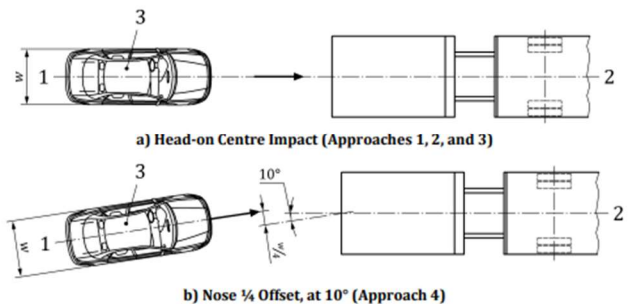 3
w 1 2
a) Head-on Centre Impact (Approaches 1, 2, and 3)
3
10°
w 1 w/4 2
b) Nose ¼ Offset, at 10° (Approach 4)